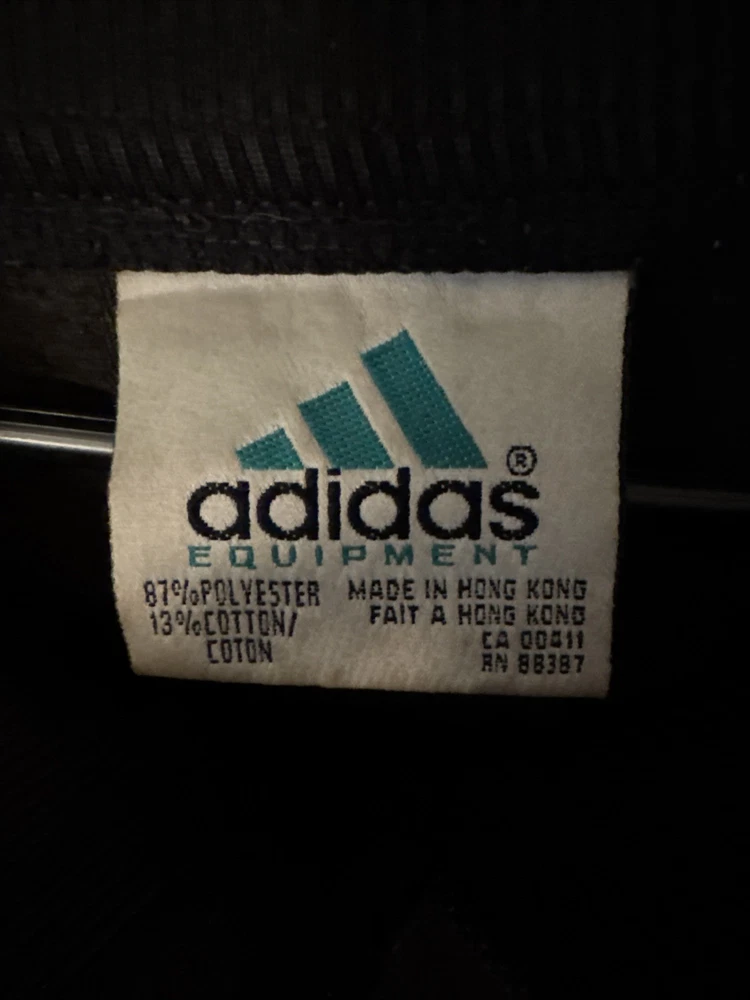 ®
adidas
EQUIPMENT
87%POLYESTER
13%COTTON/
COTON
MADE IN HONG KONG
FAIT A HONG KONG
CA 00411
RN 88387